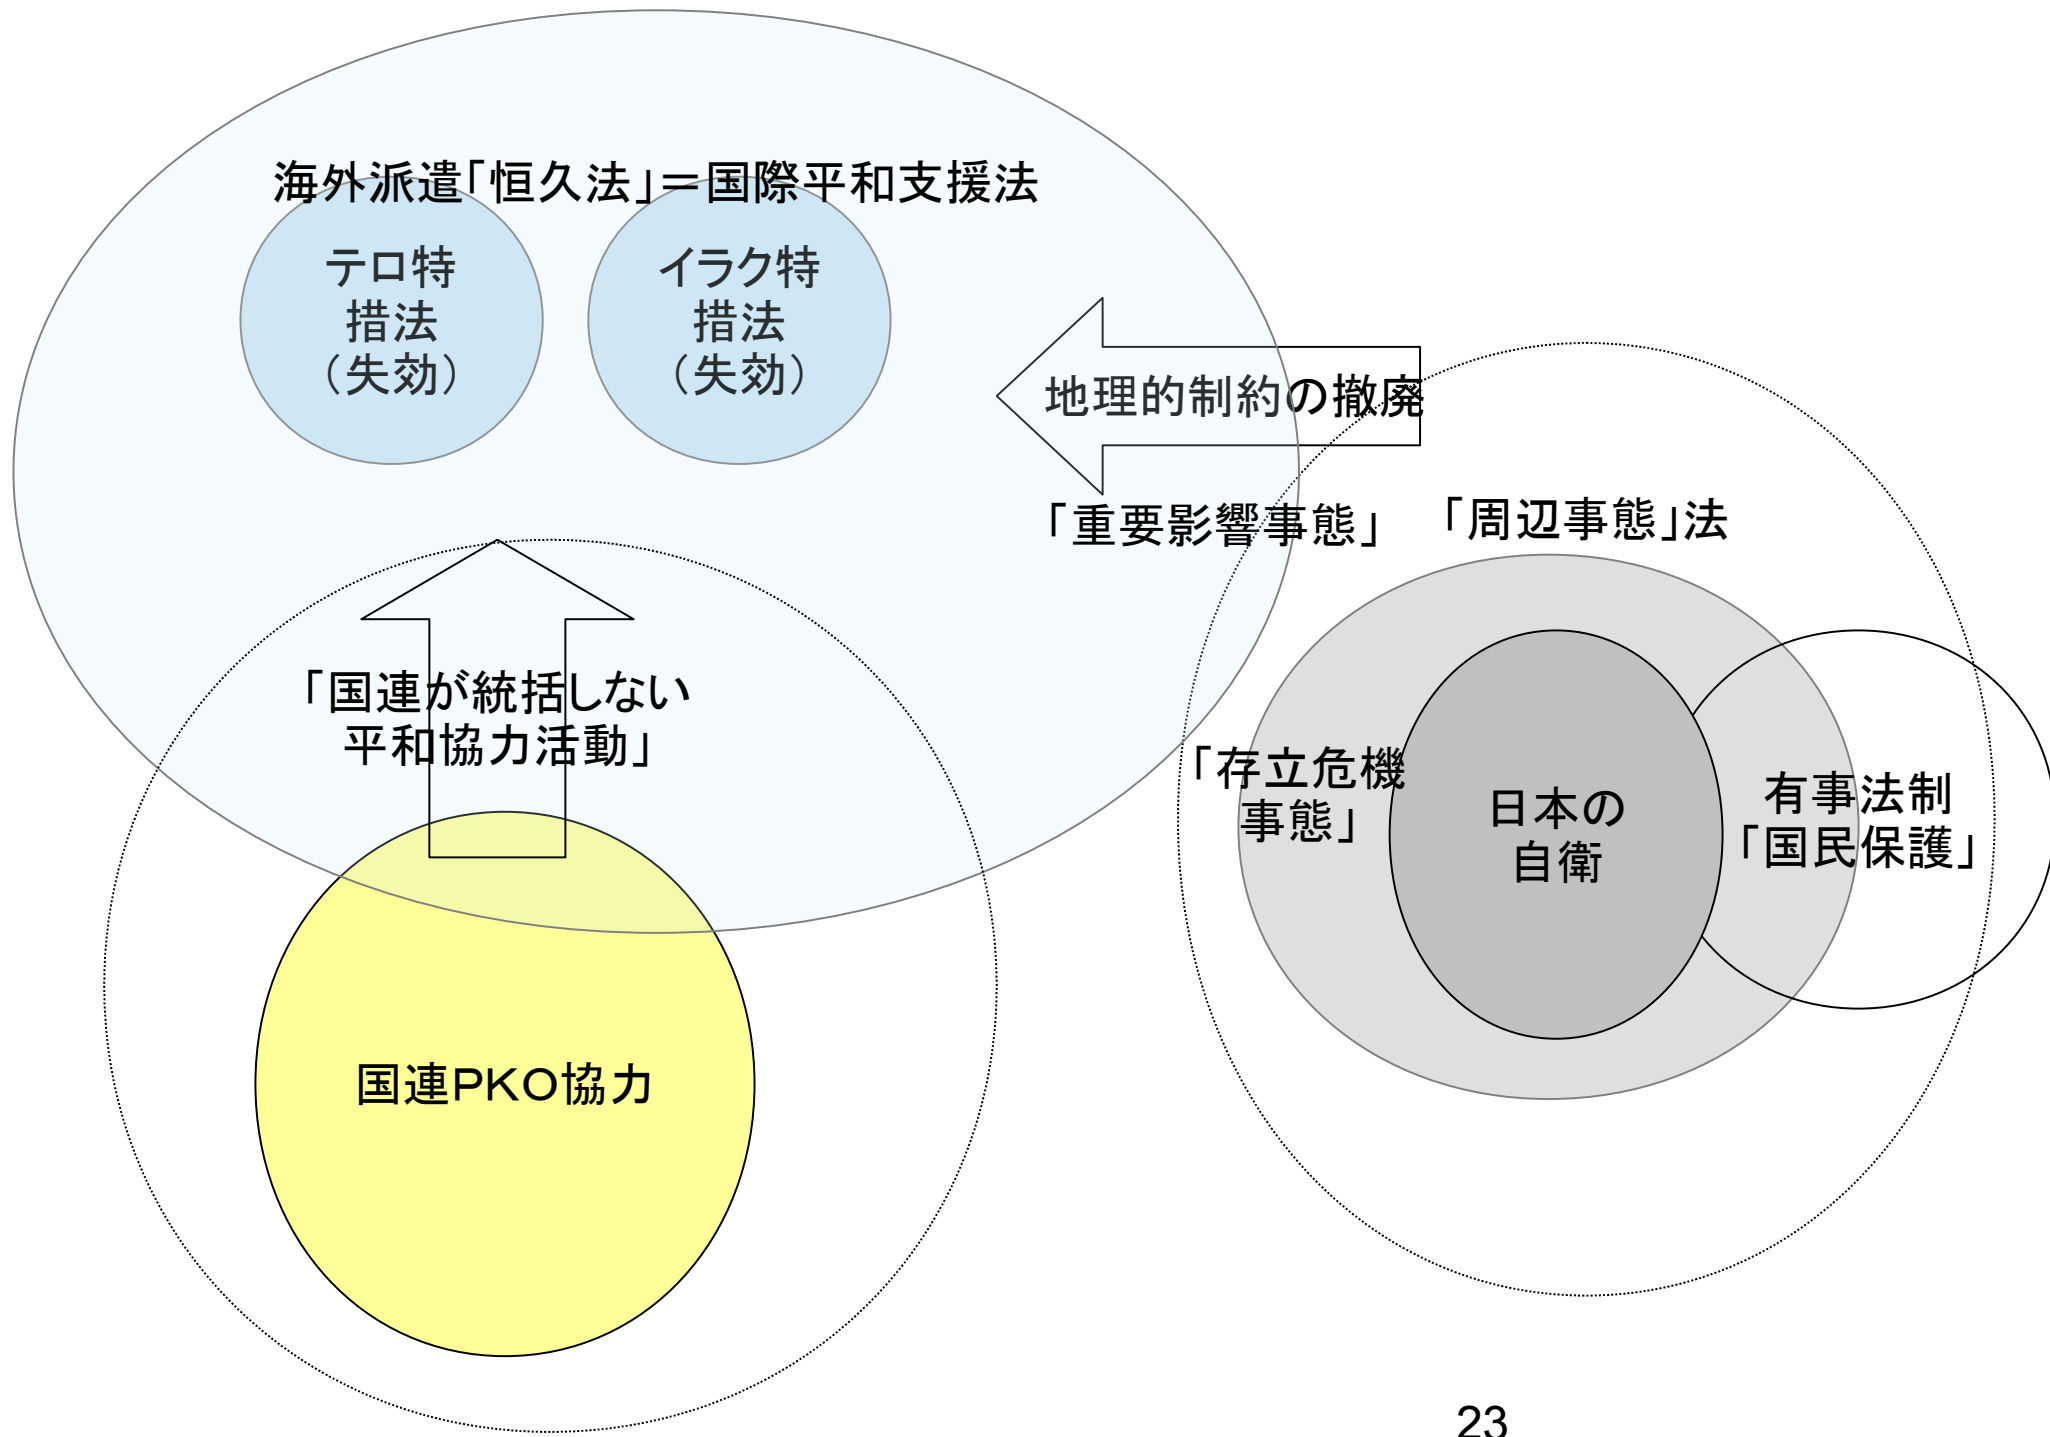 海外派遣「恒久法」＝国際平和支援法
テロ特
措法
（失効）
イラク特
措法
（失効）
地理的制約の撤廃
「重要影響事態」
「周辺事態」法
「国連が統括しない
平和協力活動」
「存立危機
事態」
日本の
自衛
有事法制
「国民保護」
国連PKO協力
23